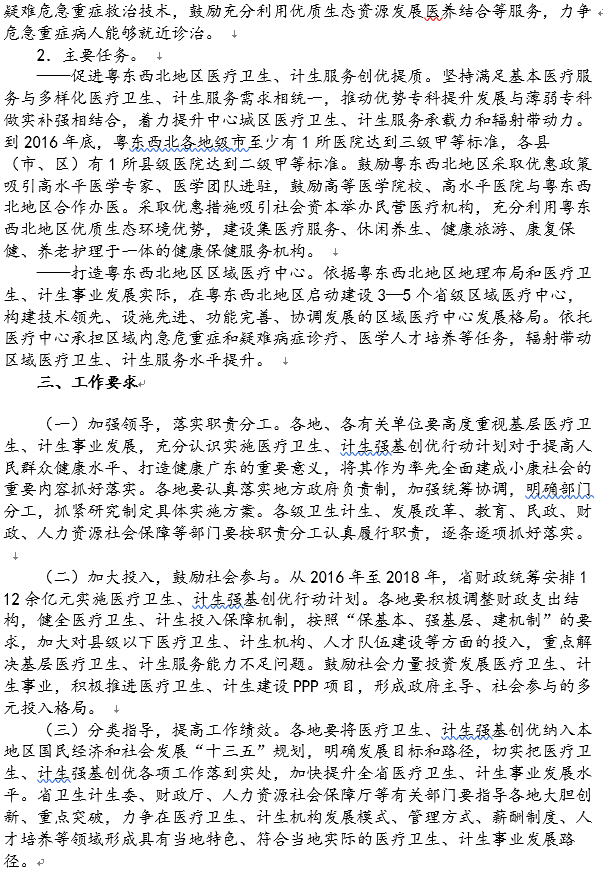 疑难危急重症救治技术，鼓励充分利用优质生态资源发展医养结合等服务，力争
危急重症病人能够就近诊治。
2．主要任务。
——促进粤东西北地区医疗卫生、计生服务创优提质。坚持满足基本医疗服
务与多样化医疗卫生、计生服务需求相统一，推动优势专科提升发展与薄弱专科
做实补强相结合，着力提升中心城区医疗卫生、计生服务承载力和辐射带动力。
到 2016 年底，粤东西北各地级市至少有 1 所医院达到三级甲等标准，各县
（市、区）有 1 所县级医院达到二级甲等标准。鼓励粤东西北地区采取优惠政策
吸引高水平医学专家、医学团队进驻，鼓励高等医学院校、高水平医院与粤东西
北地区合作办医。采取优惠措施吸引社会资本举办民营医疗机构，充分利用粤东
西北地区优质生态环境优势，建设集医疗服务、休闲养生、健康旅游、康复保
健、养老护理于一体的健康保健服务机构。
——打造粤东西北地区区域医疗中心。依据粤东西北地区地理布局和医疗卫
生、计生事业发展实际，在粤东西北地区启动建设 3—5 个省级区域医疗中心，
构建技术领先、设施先进、功能完善、协调发展的区域医疗中心发展格局。依托
医疗中心承担区域内急危重症和疑难病症诊疗、医学人才培养等任务，辐射带动
区域医疗卫生、计生服务水平提升。
三、工作要求
（一）加强领导，落实职责分工。各地、各有关单位要高度重视基层医疗卫
生、计生事业发展，充分认识实施医疗卫生、计生强基创优行动计划对于提高人
民群众健康水平、打造健康广东的重要意义，将其作为率先全面建成小康社会的
重要内容抓好落实。各地要认真落实地方政府负责制，加强统筹协调，明确部门
分工，抓紧研究制定具体实施方案。各级卫生计生、发展改革、教育、民政、财
政、人力资源社会保障等部门要按职责分工认真履行职责，逐条逐项抓好落实。
（二）加大投入，鼓励社会参与。从 2016 年至 2018 年，省财政统筹安排 1
12 余亿元实施医疗卫生、计生强基创优行动计划。各地要积极调整财政支出结
构，健全医疗卫生、计生投入保障机制，按照“保基本、强基层、建机制”的要
求，加大对县级以下医疗卫生、计生机构、人才队伍建设等方面的投入，重点解
决基层医疗卫生、计生服务能力不足问题。鼓励社会力量投资发展医疗卫生、计
生事业，积极推进医疗卫生、计生建设 PPP 项目，形成政府主导、社会参与的多
元投入格局。
（三）分类指导，提高工作绩效。各地要将医疗卫生、计生强基创优纳入本
地区国民经济和社会发展“十三五”规划，明确发展目标和路径，切实把医疗卫
生、计生强基创优各项工作落到实处，加快提升全省医疗卫生、计生事业发展水
平。省卫生计生委、财政厅、人力资源社会保障厅等有关部门要指导各地大胆创
新、重点突破，力争在医疗卫生、计生机构发展模式、管理方式、薪酬制度、人
才培养等领域形成具有当地特色、符合当地实际的医疗卫生、计生事业发展路
径。